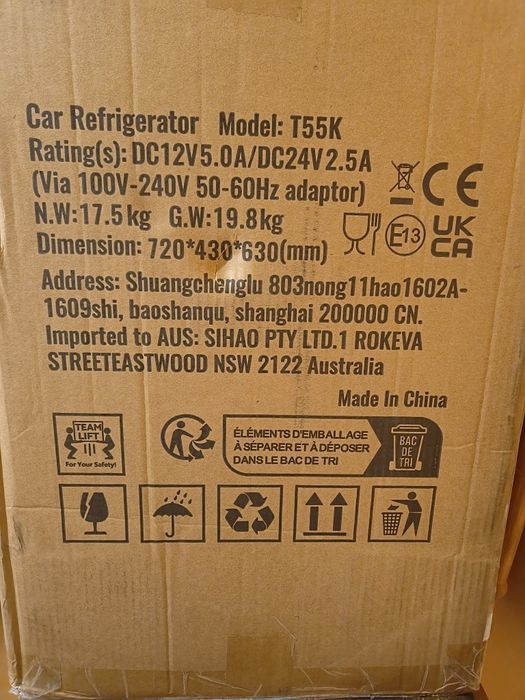 Car Refrigerator Model: T55K
Rating(s): DC12V5.0A/DC24V2.5A
(Via 100V-240V 50-60Hz adaptor)
N.W:17.5kg G.W:19.8kg
Dimension: 720*430*630(mm)
CE
E13
UK
CA
Address: Shuangchenglu 803nong11hao1602A-
1609shi, baoshanqu, shanghai 200000 CN.
Imported to AUS: SIHAO PTY LTD.1 ROKEVA
STREETEASTWOOD NSW 2122 Australia
Made In China
TEAM
LIFT
For Your Safety!
ÉLÉMENTS D'EMBALLAGE
À SÉPARER ET À DÉPOSER
DANS LE BAC DE TRI
BAC
DE
TRI